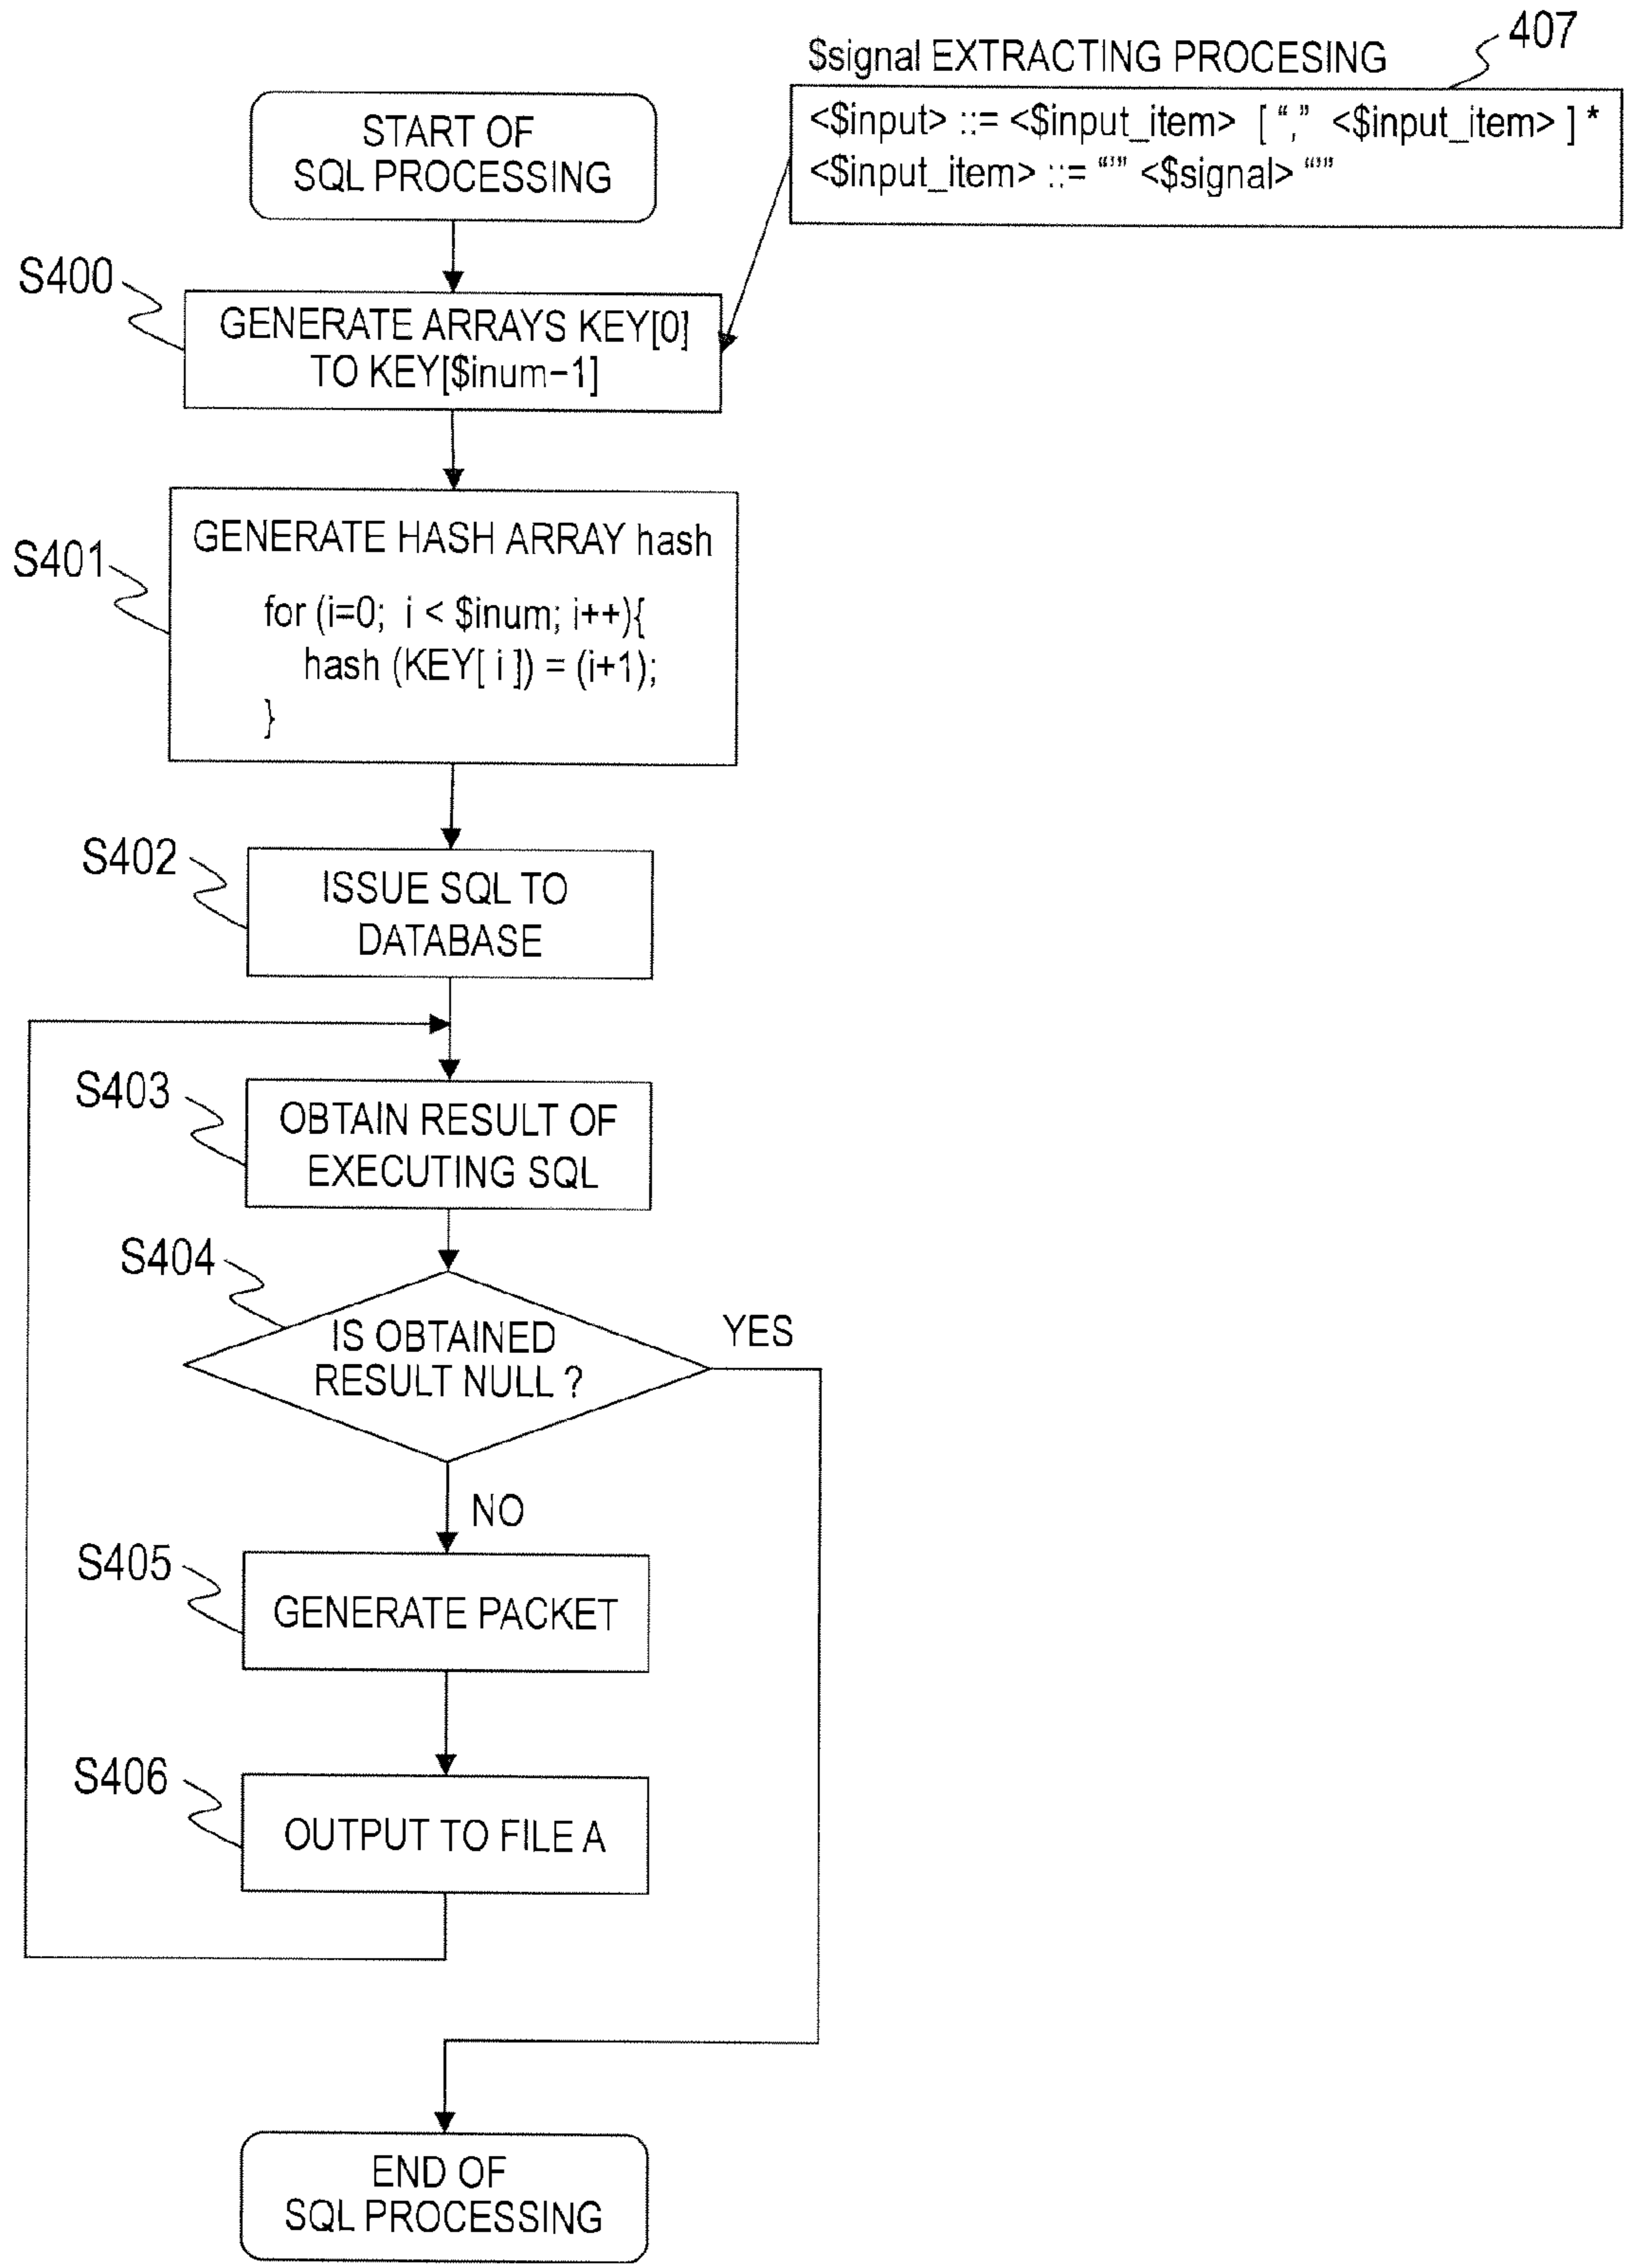 407
$signal EXTRACTING PROCESING
<$input> ::= <$input_item> [ “,” <$input_item> ] *
<$input_item> ::= “’” <$signal> “’”
START OF
SQL PROCESSING
S400
GENERATE ARRAYS KEY[0]
TO KEY[$inum−1]
S401
GENERATE HASH ARRAY hash
for (i=0; i < $inum; i++){
hash (KEY[ i ]) = (i+1);
}
S402
ISSUE SQL TO
DATABASE
S403
OBTAIN RESULT OF
EXECUTING SQL
S404
IS OBTAINED
RESULT NULL ?
YES
NO
S405
GENERATE PACKET
S406
OUTPUT TO FILE A
END OF
SQL PROCESSING